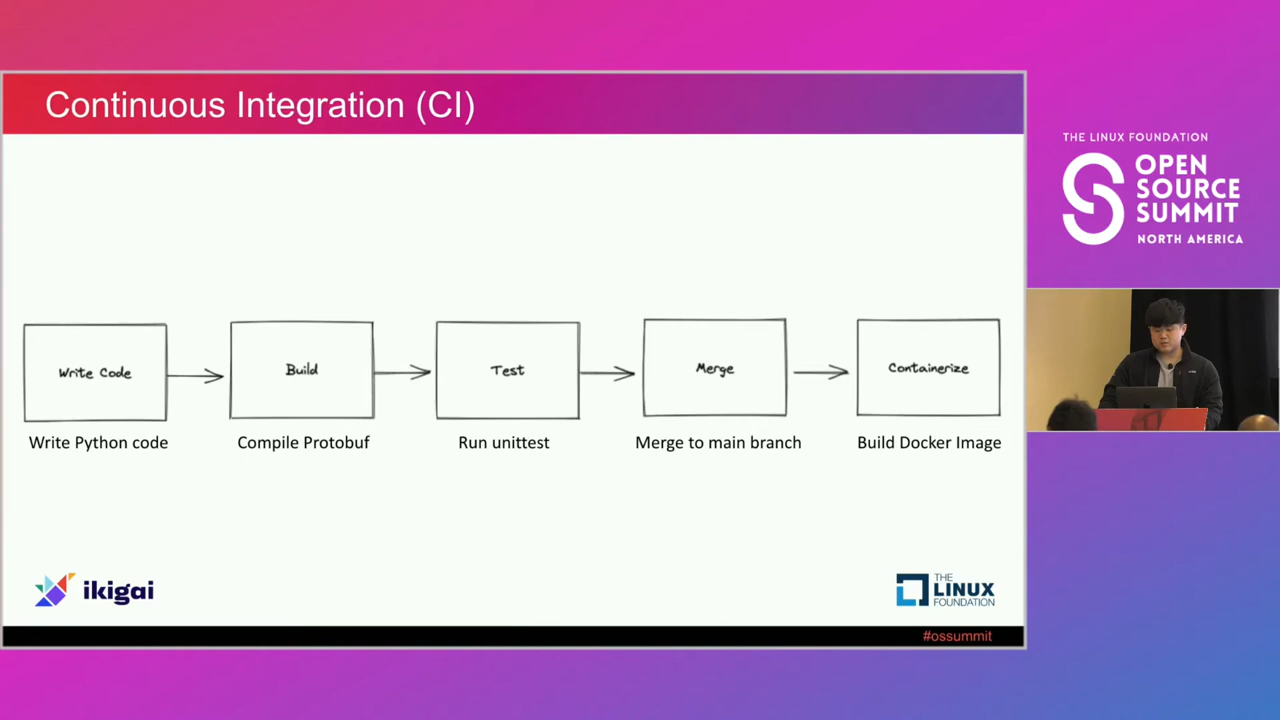 Continuous Integration (CI)
Write Code
Build
Test
Merge
Containerize
Write Python code
Compile Protobuf
Run unittest
Merge to main branch
Build Docker Image
ikigai
THE
LINUX
FOUNDATION
#ossummit
THE LINUX FOUNDATION
OPEN
SOURCE
SUMMIT
NORTH AMERICA